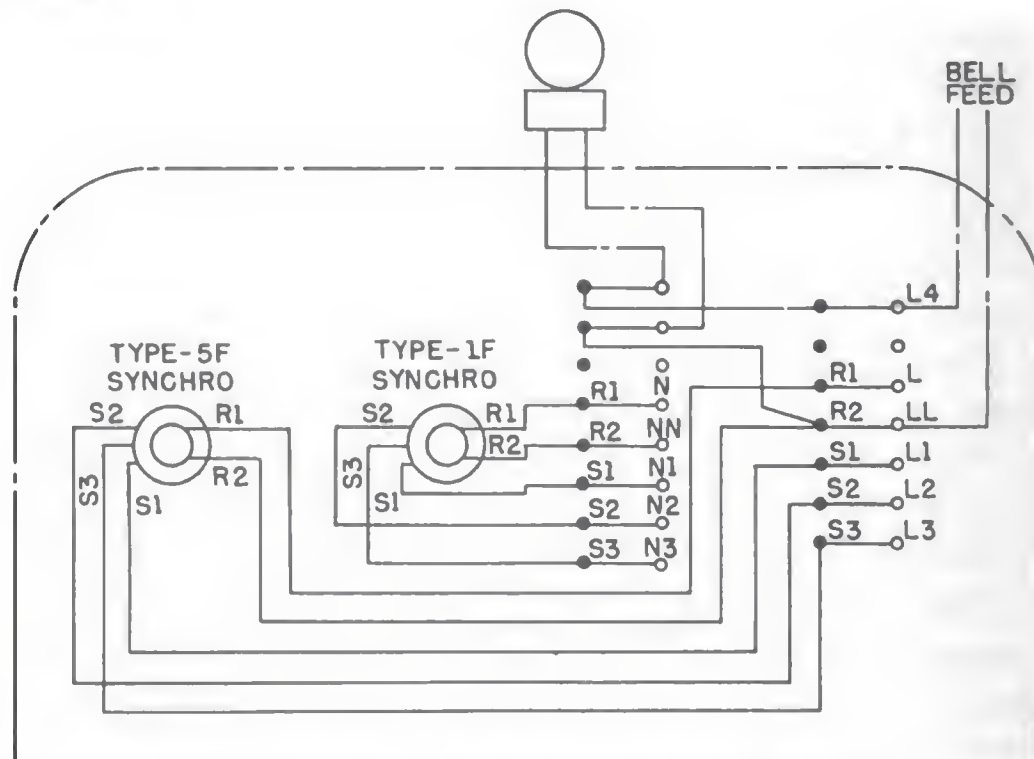 BELL
FEED
L4
TYPE-5F
SYNCHRO
TYPE-1F
SYNCHRO
S2
R1
R2
S3
S1
S2
R1
R2
S3
S1
R1 N
R2 NN
S1 N1
S2 N2
S3 N3
R1 L
R2 LL
S1 L1
S2 L2
S3 L3